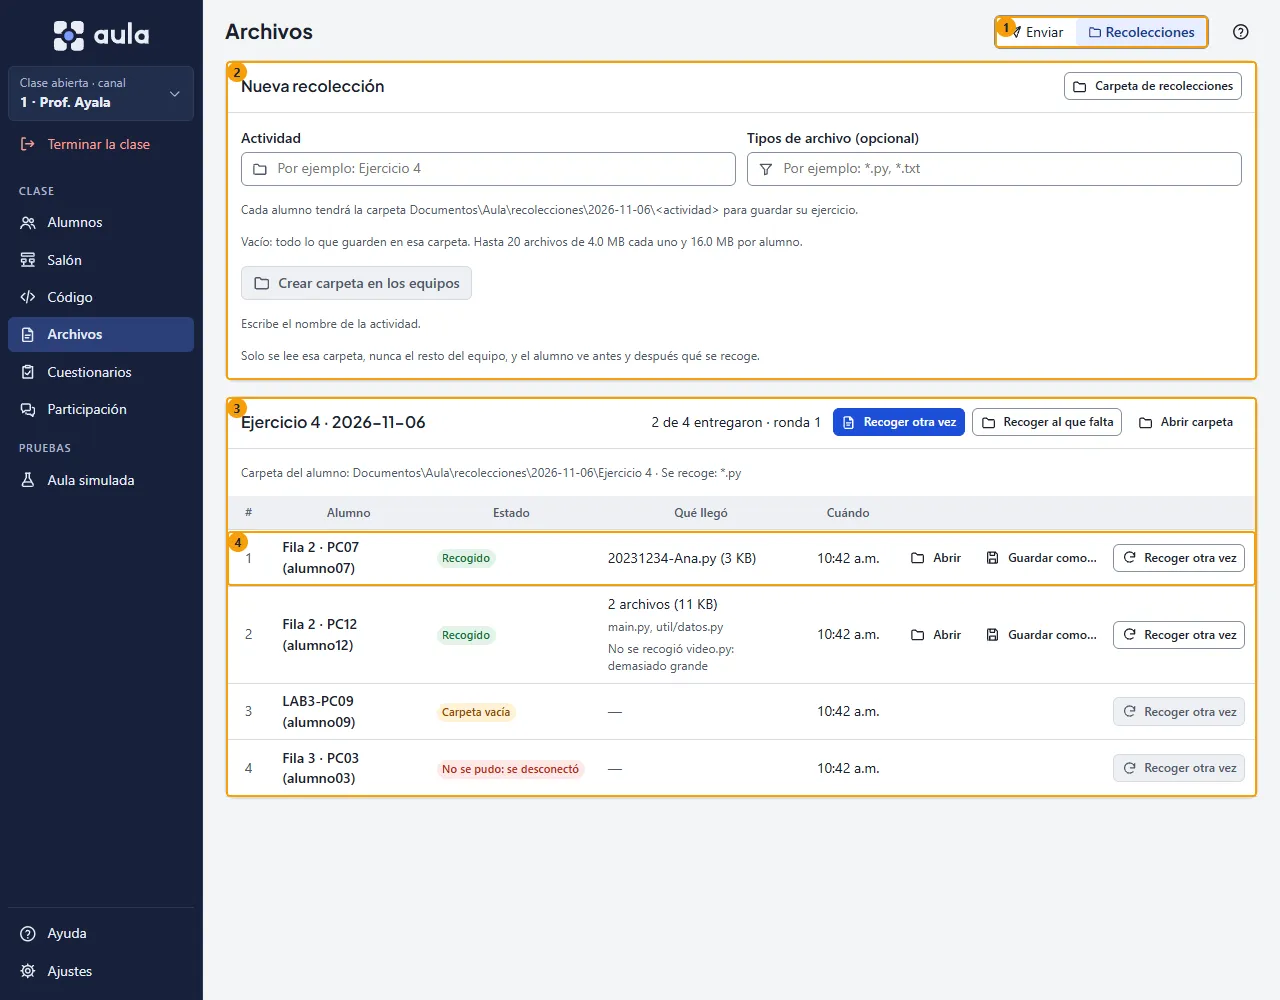 aula
Clase abierta · canal
1 · Prof. Ayala
Terminar la clase
CLASE
Alumnos
Salón
Código
Archivos
Cuestionarios
Participación
PRUEBAS
Aula simulada
Ayuda
Ajustes
Archivos
1
Enviar
Recolecciones
2
Nueva recolección
Carpeta de recolecciones
Actividad
Tipos de archivo (opcional)
Por ejemplo: Ejercicio 4
Por ejemplo: *.py, *.txt
Cada alumno tendrá la carpeta Documentos\Aula\recolecciones\2026-11-06\<actividad> para guardar su ejercicio.
Vacío: todo lo que guarden en esa carpeta. Hasta 20 archivos de 4.0 MB cada uno y 16.0 MB por alumno.
Crear carpeta en los equipos
Escribe el nombre de la actividad.
Solo se lee esa carpeta, nunca el resto del equipo, y el alumno ve antes y después qué se recoge.
3
Ejercicio 4 · 2026-11-06
2 de 4 entregaron · ronda 1
Recoger otra vez
Recoger al que falta
Abrir carpeta
Carpeta del alumno: Documentos\Aula\recolecciones\2026-11-06\Ejercicio 4 · Se recoge: *.py
# Alumno Estado Qué llegó Cuándo
4
1 Fila 2 · PC07 (alumno07) Recogido 20231234-Ana.py (3 KB) 10:42 a.m. Abrir Guardar como... Recoger otra vez
2 Fila 2 · PC12 (alumno12) Recogido 2 archivos (11 KB)
main.py, util/datos.py
No se recogió video.py:
demasiado grande
10:42 a.m. Abrir Guardar como... Recoger otra vez
3 LAB3-PC09 (alumno09) Carpeta vacía — 10:42 a.m. Recoger otra vez
4 Fila 3 · PC03 (alumno03) No se pudo: se desconectó — 10:42 a.m. Recoger otra vez